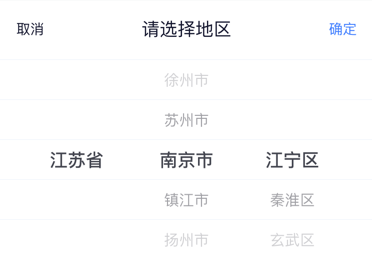 取消 请选择地区 确定
徐州市
苏州市
江苏省 南京市 江宁区
镇江市 秦淮区
扬州市 玄武区